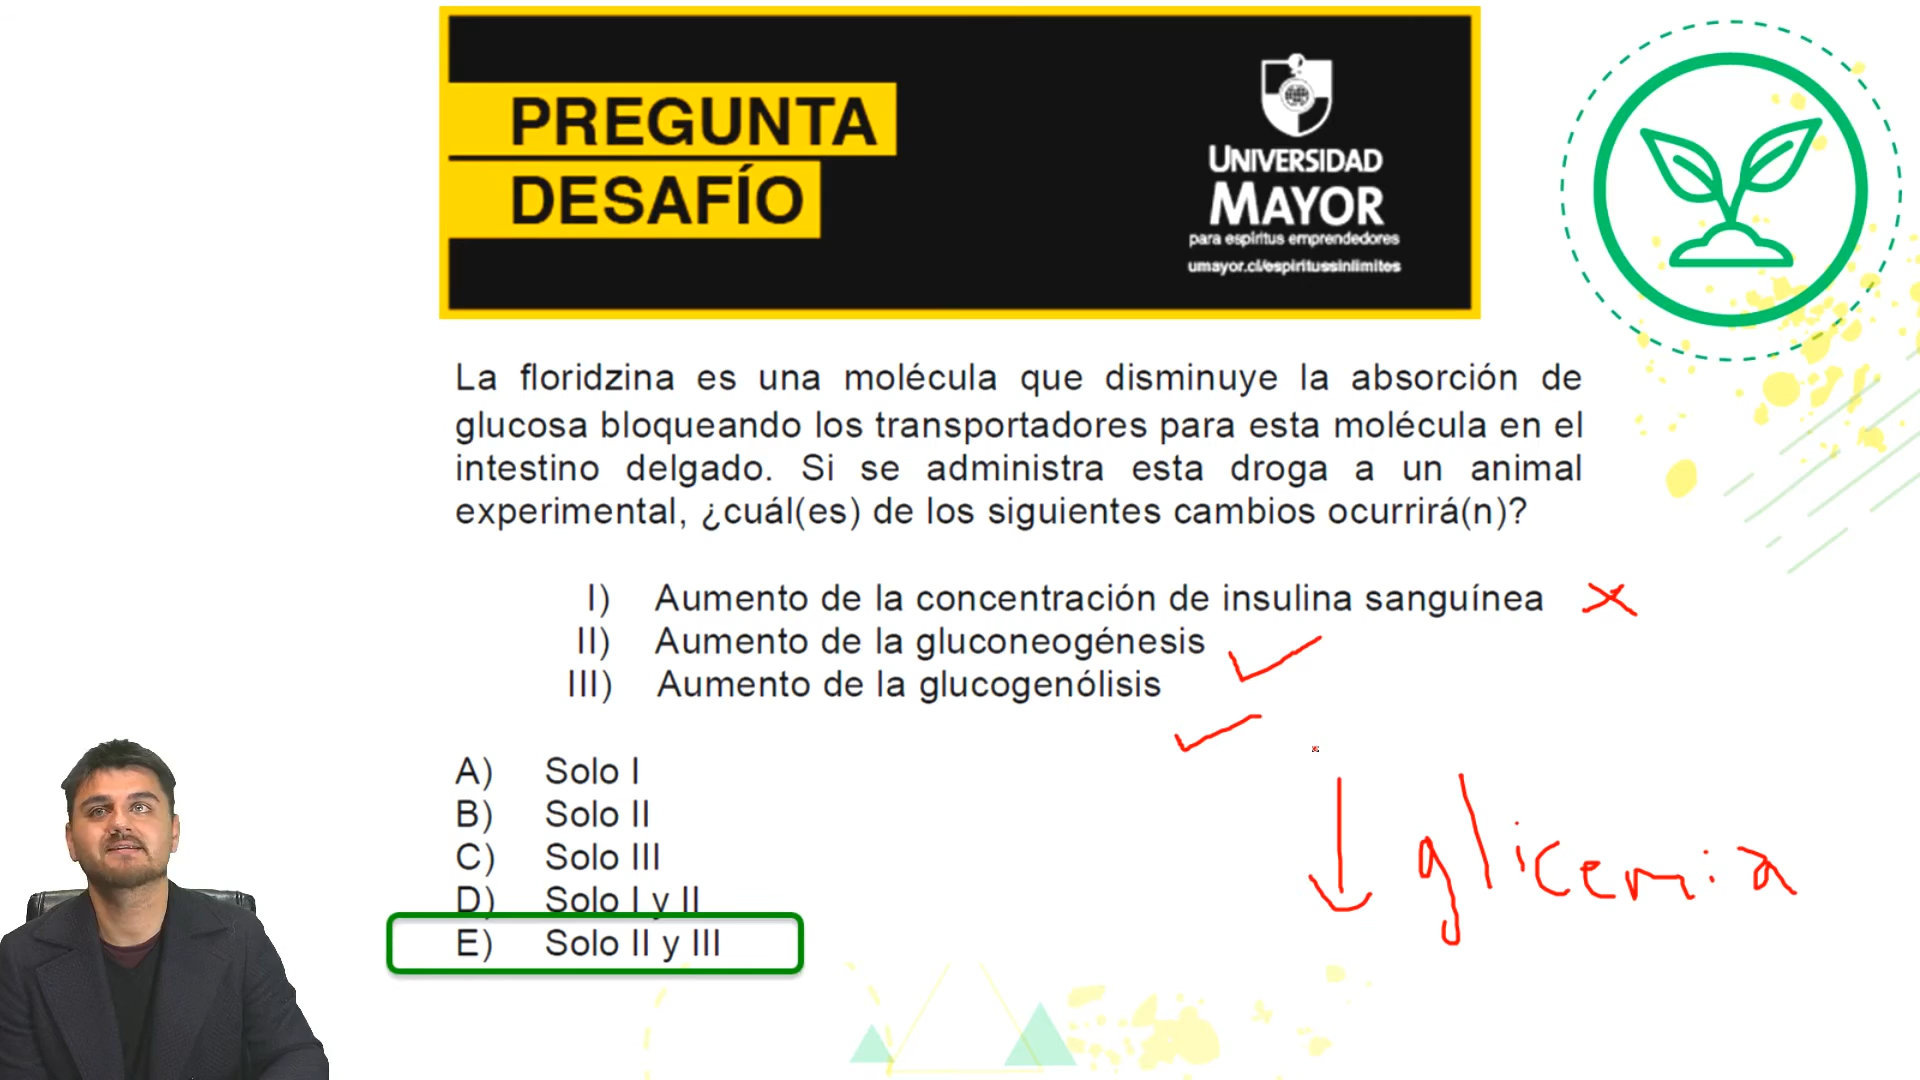 PREGUNTA
DESAFÍO
UNIVERSIDAD
MAYOR
para espíritus emprendedores
umayor.cl/espiritussinlimites
La floridzina es una molécula que disminuye la absorción de
glucosa bloqueando los transportadores para esta molécula en el
intestino delgado. Si se administra esta droga a un animal
experimental, ¿cuál(es) de los siguientes cambios ocurrirá(n)?
I) Aumento de la concentración de insulina sanguínea
II) Aumento de la gluconeogénesis
III) Aumento de la glucogenólisis
A) Solo I
B) Solo II
C) Solo III
D) Solo I y II
E) Solo II y III
↓ glicemia